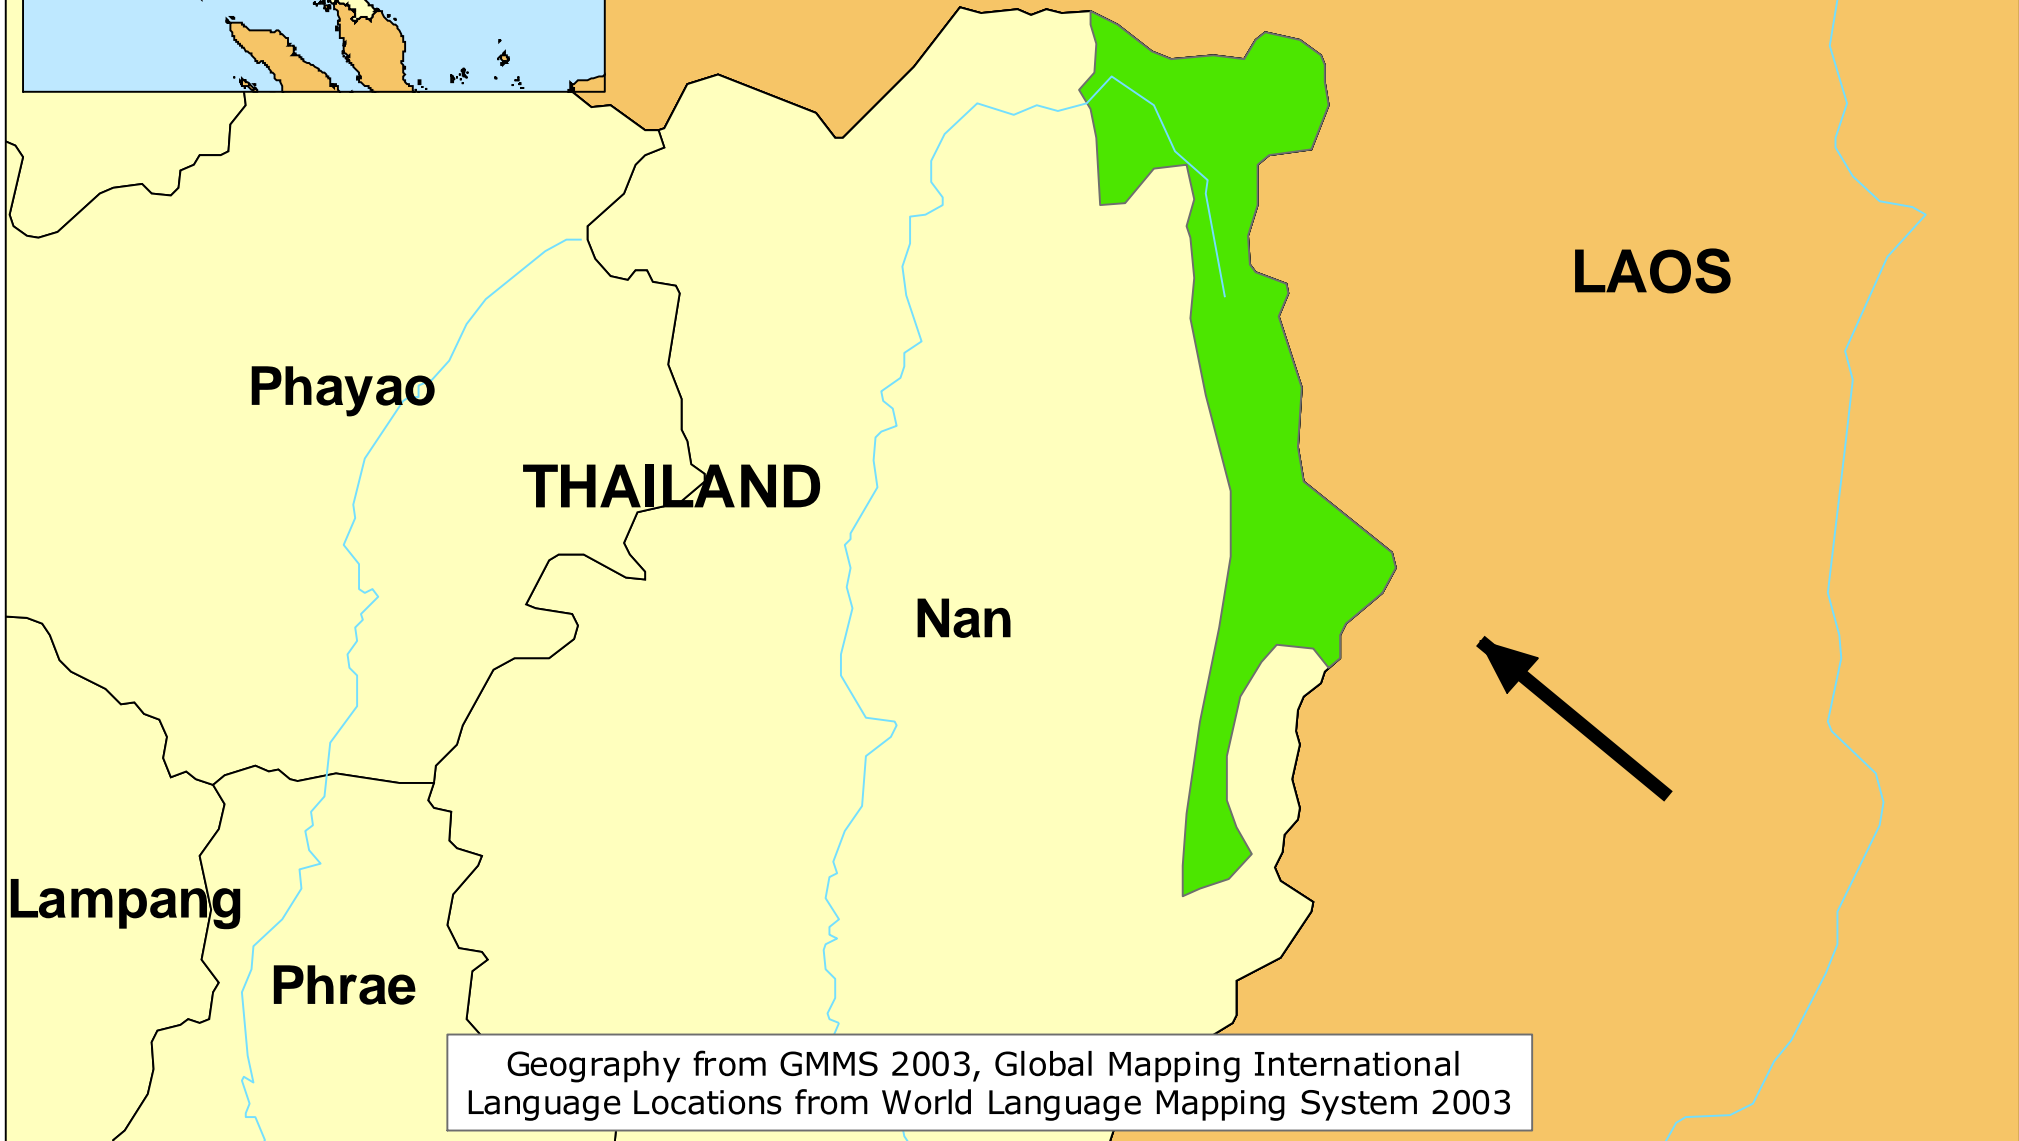 LAOS
Phayao
THAILAND
Nan
Lampang
Phrae
Geography from GMMS 2003, Global Mapping International
Language Locations from World Language Mapping System 2003